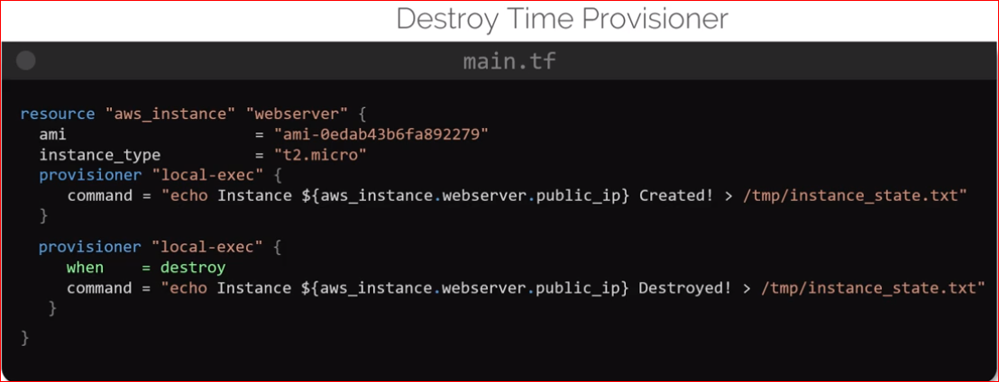 Destroy Time Provisioner
main.tf
resource "aws_instance" "webserver" {
ami = "ami-0edab43b6fa892279"
instance_type = "t2.micro"
provisioner "local-exec" {
command = "echo Instance ${aws_instance.webserver.public_ip} Created! > /tmp/instance_state.txt"
}
provisioner "local-exec" {
when = destroy
command = "echo Instance ${aws_instance.webserver.public_ip} Destroyed! > /tmp/instance_state.txt"
}
}